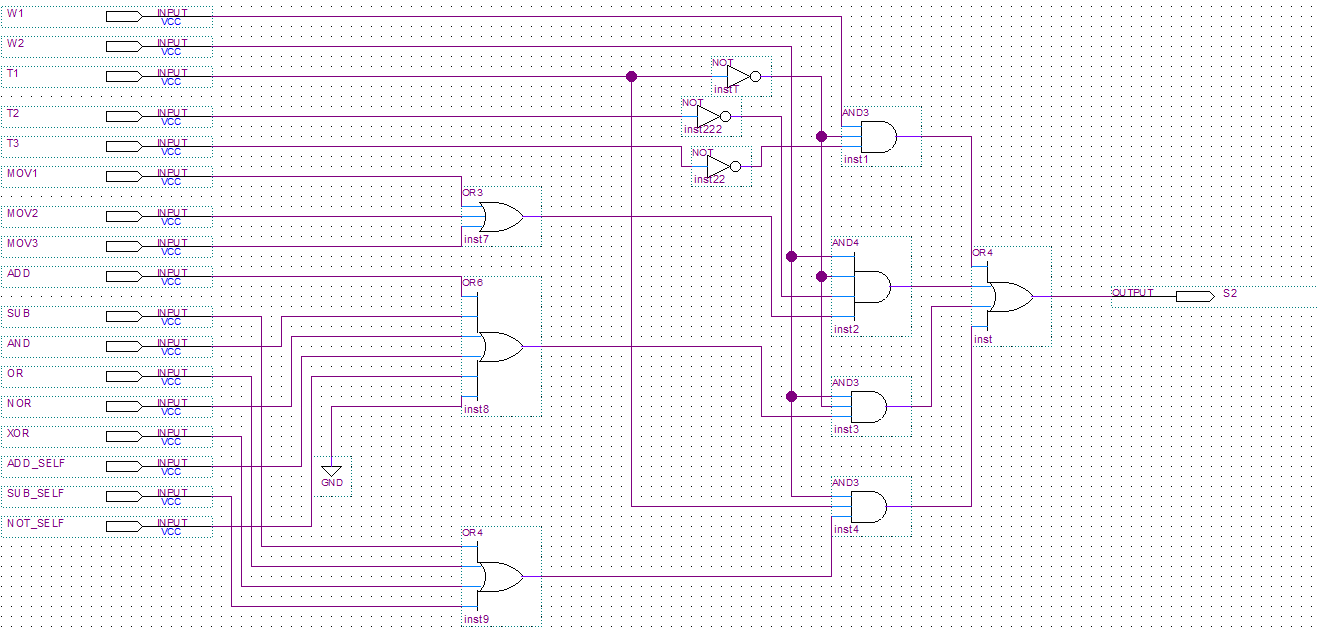 W1 INPUT VCC
W2 INPUT VCC
T1 INPUT VCC
NOT
instT
T2 INPUT VCC
NOT
inst222
AND3
inst1
T3 INPUT VCC
NOT
inst22
MOV1 INPUT VCC
OR3
inst7
MOV2 INPUT VCC
MOV3 INPUT VCC
AND4
inst2
OR4
inst
OUTPUT S2
ADD INPUT VCC
OR6
inst8
SUB INPUT VCC
AND INPUT VCC
OR INPUT VCC
AND3
inst3
NOR INPUT VCC
XOR INPUT VCC
ADD_SELF INPUT VCC
GND
SUB_SELF INPUT VCC
AND3
inst4
NOT_SELF INPUT VCC
OR4
inst9